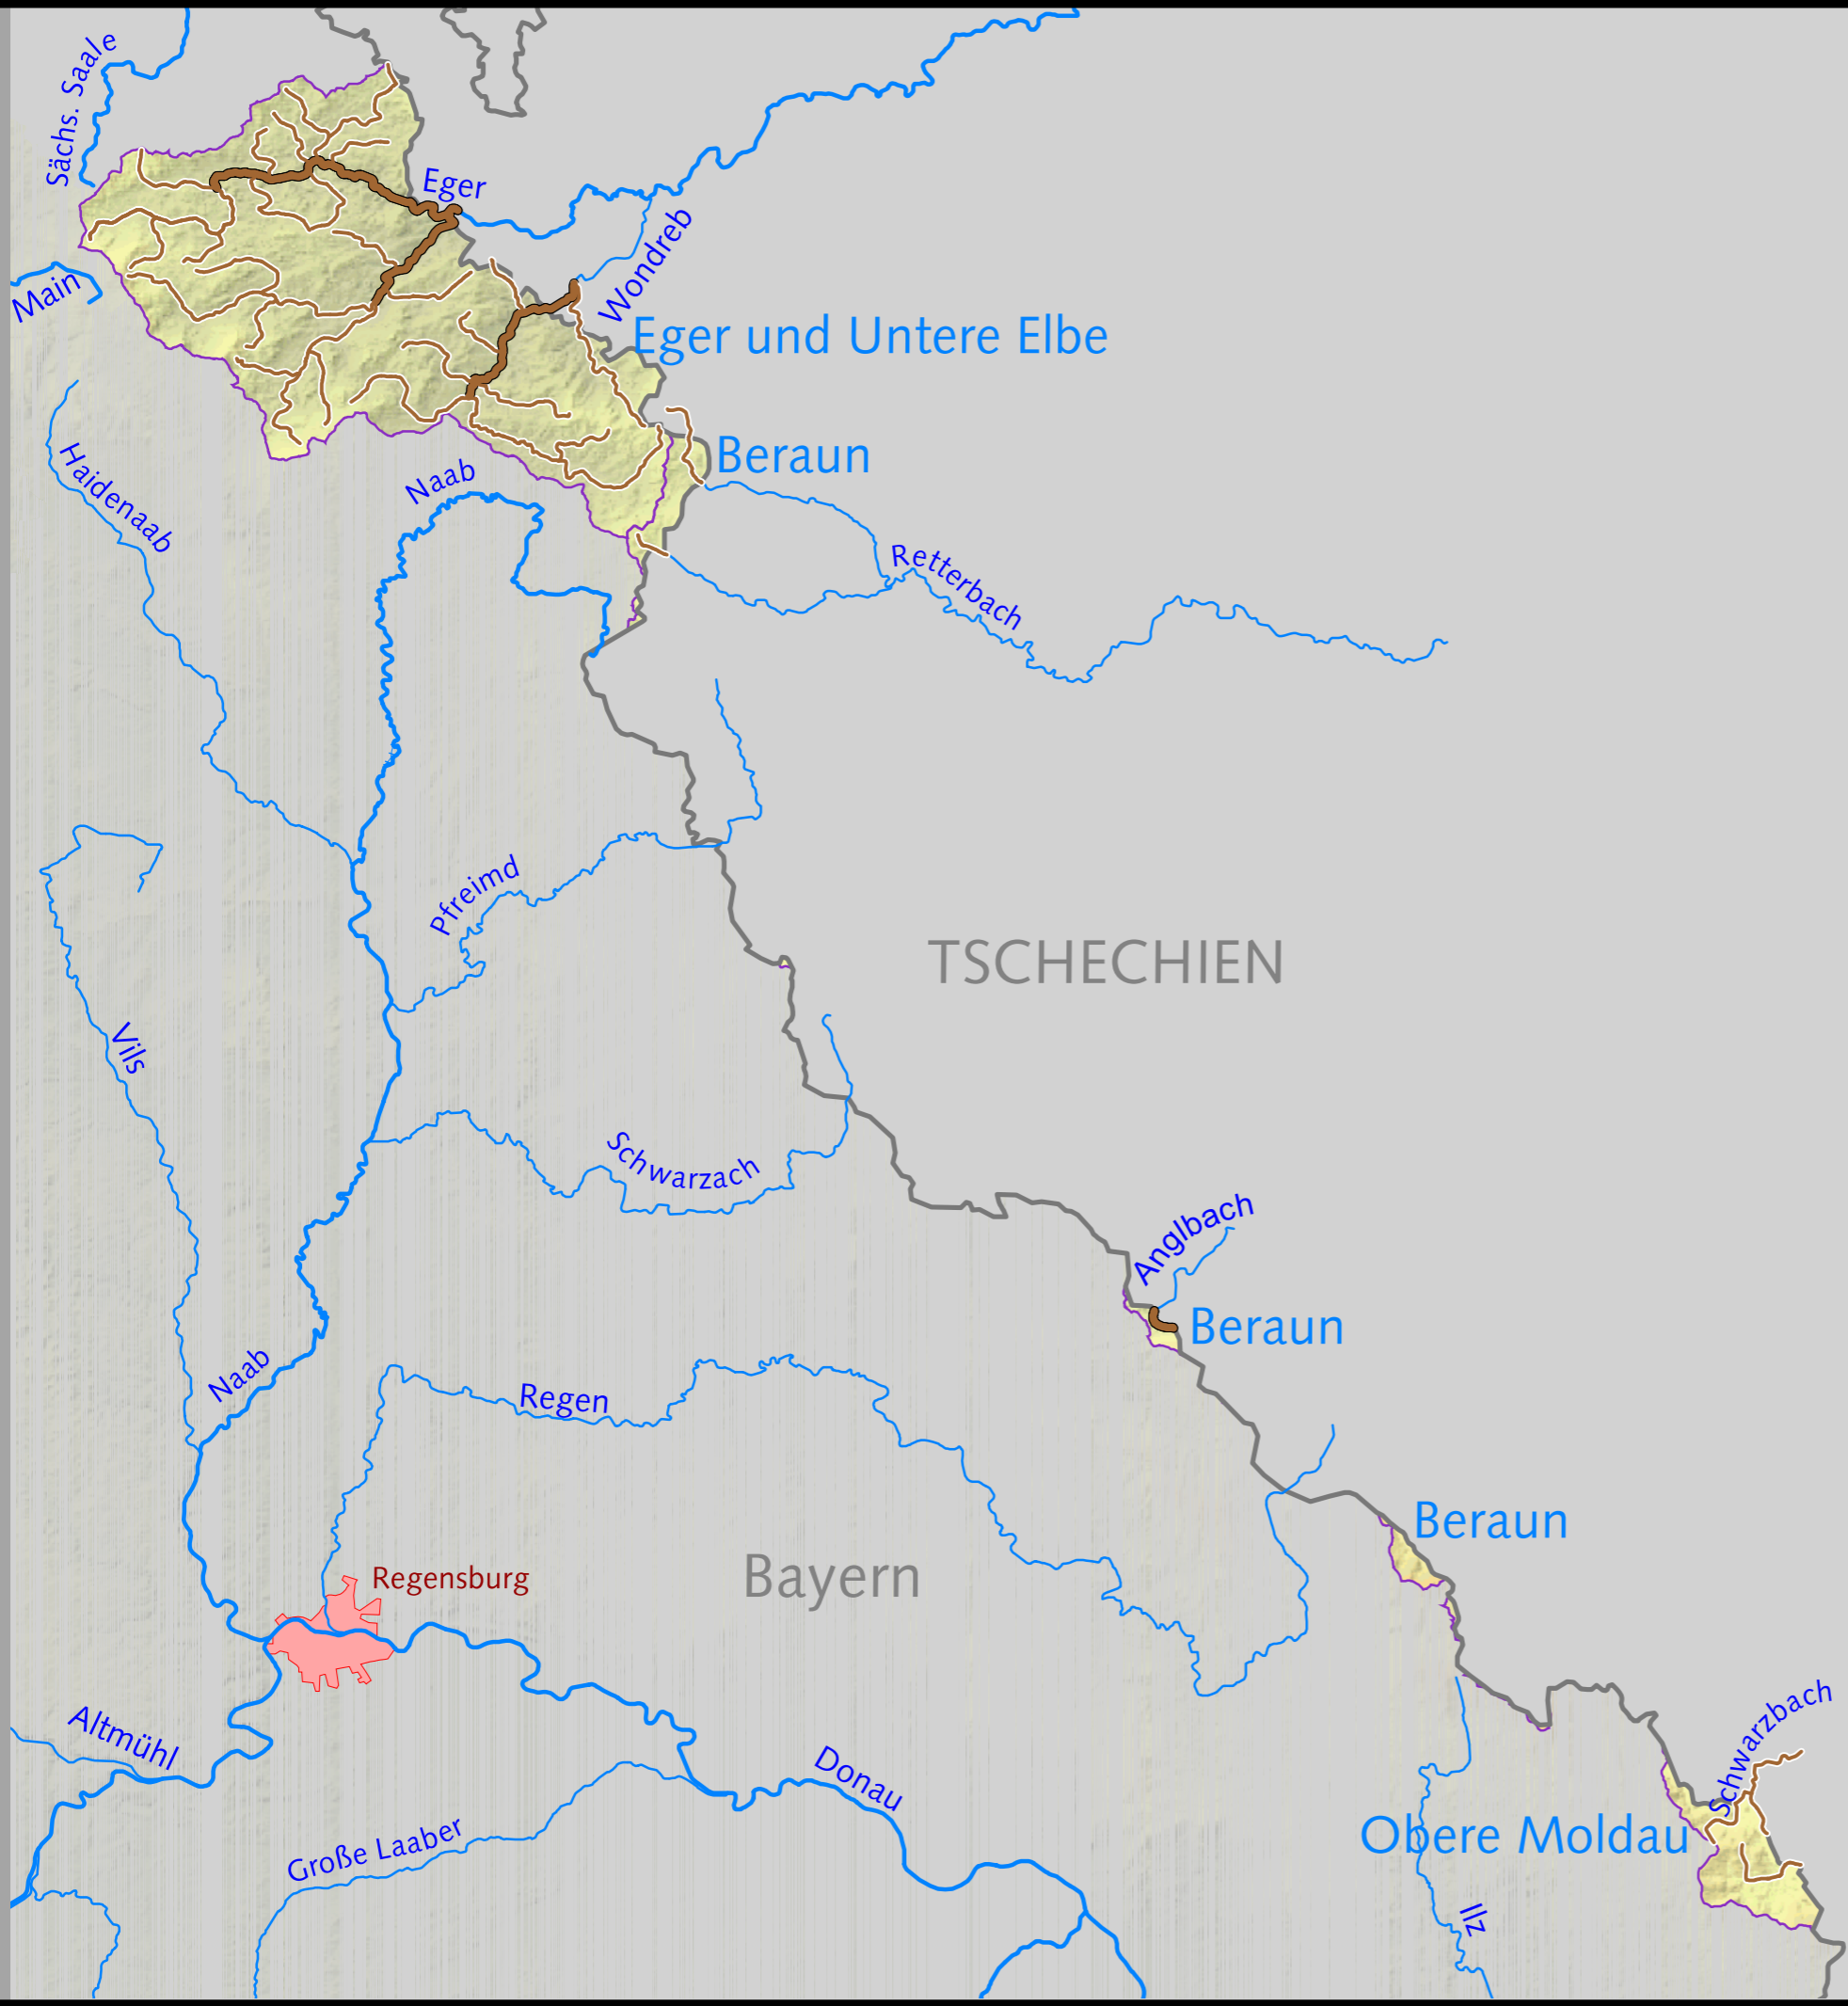 Sächs. Saale
Eger
Wondreb
Main
Eger und Untere Elbe
Beraun
Haidenaab
Naab
Retterbach
Pfreimd
TSCHECHIEN
Vils
Schwarzach
Anglbach
Beraun
Naab
Regen
Beraun
Regensburg
Bayern
Altmühl
Donau
Schwarzbach
Große Laaber
Obere Moldau
Ilz